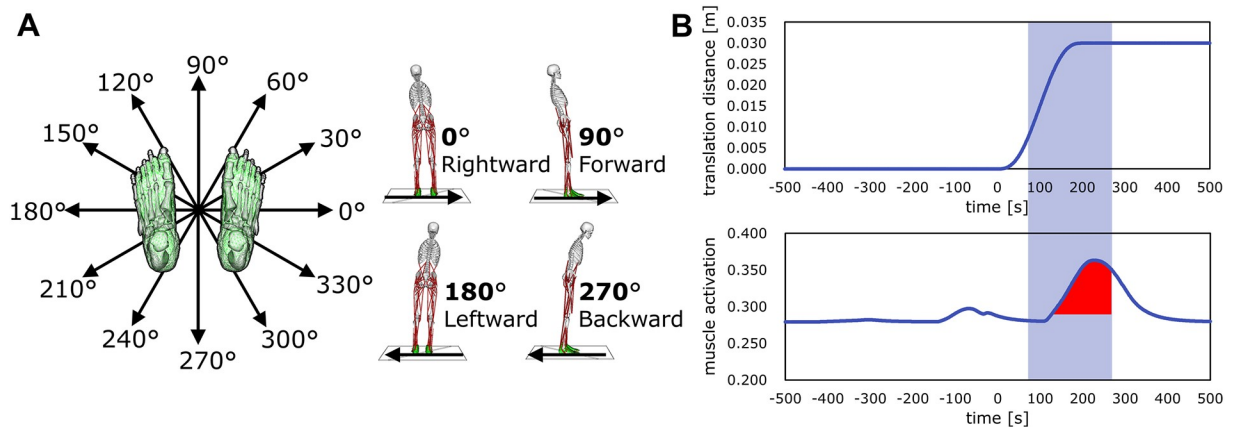 A
90°
120°
60°
150°
30°
180°
0°
210°
330°
240°
300°
270°
0°
Rightward
90°
Forward
180°
Leftward
270°
Backward
B
translation distance [m]
0.035
0.030
0.025
0.020
0.015
0.010
0.005
0.000
-500 -400 -300 -200 -100 0 100 200 300 400 500
time [s]
muscle activation
0.400
0.350
0.300
0.250
0.200
-500 -400 -300 -200 -100 0 100 200 300 400 500
time [s]